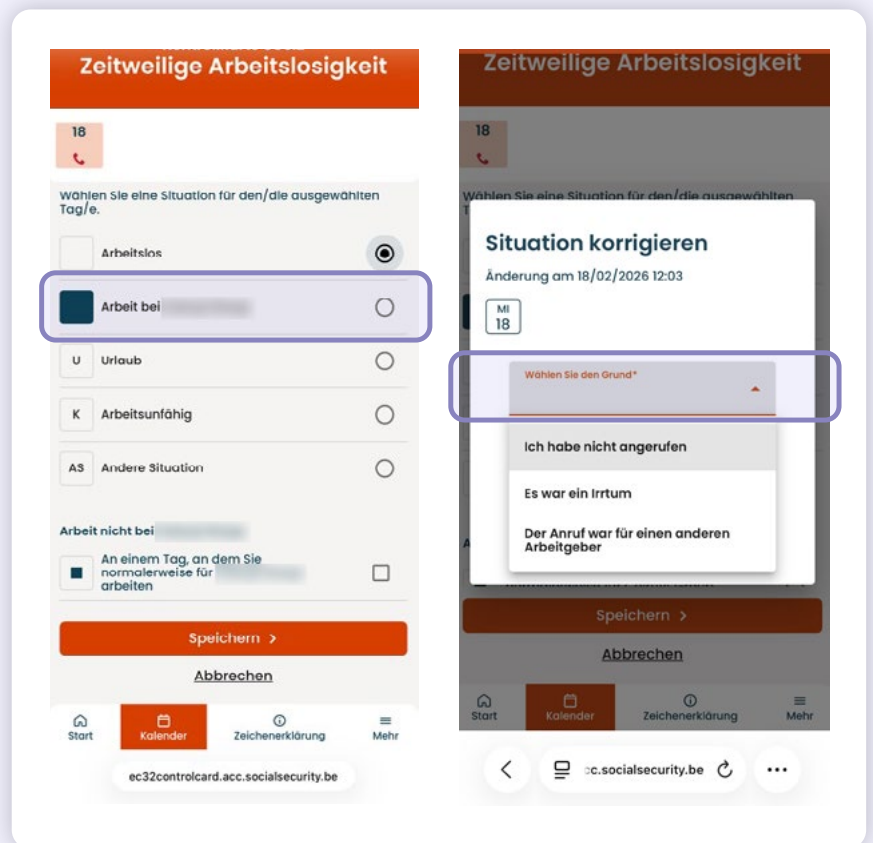 Zeitweilige Arbeitslosigkeit
18
Wählen Sie eine Situation für den/die ausgewählten
Tag/e.
Arbeitslos
Arbeit bei
U Urlaub
K Arbeitsunfähig
AS Andere Situation
Arbeit nicht bei
An einem Tag, an dem Sie
normalerweise für
arbeiten
Speichern >
Abbrechen
Start Kalender Zeichenerklärung Mehr
ec32controlcard.acc.socialsecurity.be
Zeitweilige Arbeitslosigkeit
18
Wählen Sie eine Situation für den/die ausgewählten
Situation korrigieren
Änderung am 18/02/2026 12:03
MI
18
Wählen Sie den Grund*
Ich habe nicht angerufen
Es war ein Irrtum
Der Anruf war für einen anderen
Arbeitgeber
Speichern >
Abbrechen
Start Kalender Zeichenerklärung Mehr
cc.socialsecurity.be